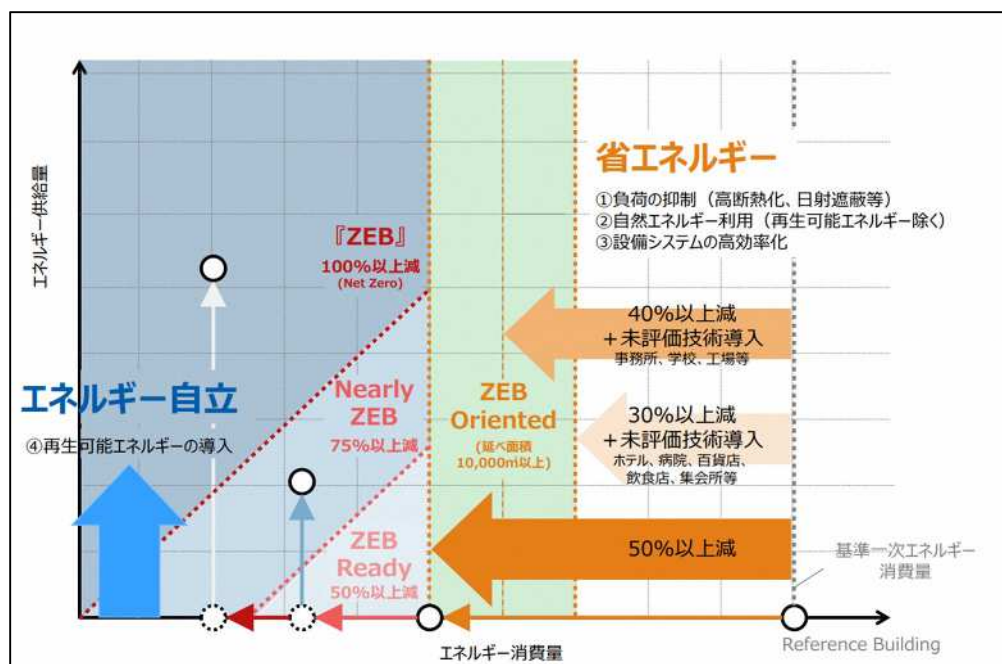 エネルギー供給量
省エネルギー
①負荷の抑制（高断熱化、日射遮蔽等）
②自然エネルギー利用（再生可能エネルギー除く）
③設備システムの高効率化
『ZEB』
100%以上減
(Net Zero)
40%以上減
＋未評価技術導入
事務所、学校、工場等
エネルギー自立
④再生可能エネルギーの導入
Nearly
ZEB
75%以上減
ZEB
Oriented
(延べ面積
10,000㎡以上)
30%以上減
＋未評価技術導入
ホテル、病院、百貨店、
飲食店、集会所等
ZEB
Ready
50%以上減
50%以上減
基準一次エネルギー
消費量
エネルギー消費量
Reference Building